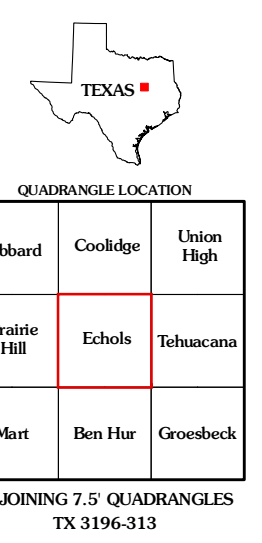 TEXAS
QUADRANGLE LOCATION
bbard
Coolidge
Union
High
rairie
Hill
Echols
Tehuacana
Mart
Ben Hur
Groesbeck
JOINING 7.5' QUADRANGLES
TX 3196-313